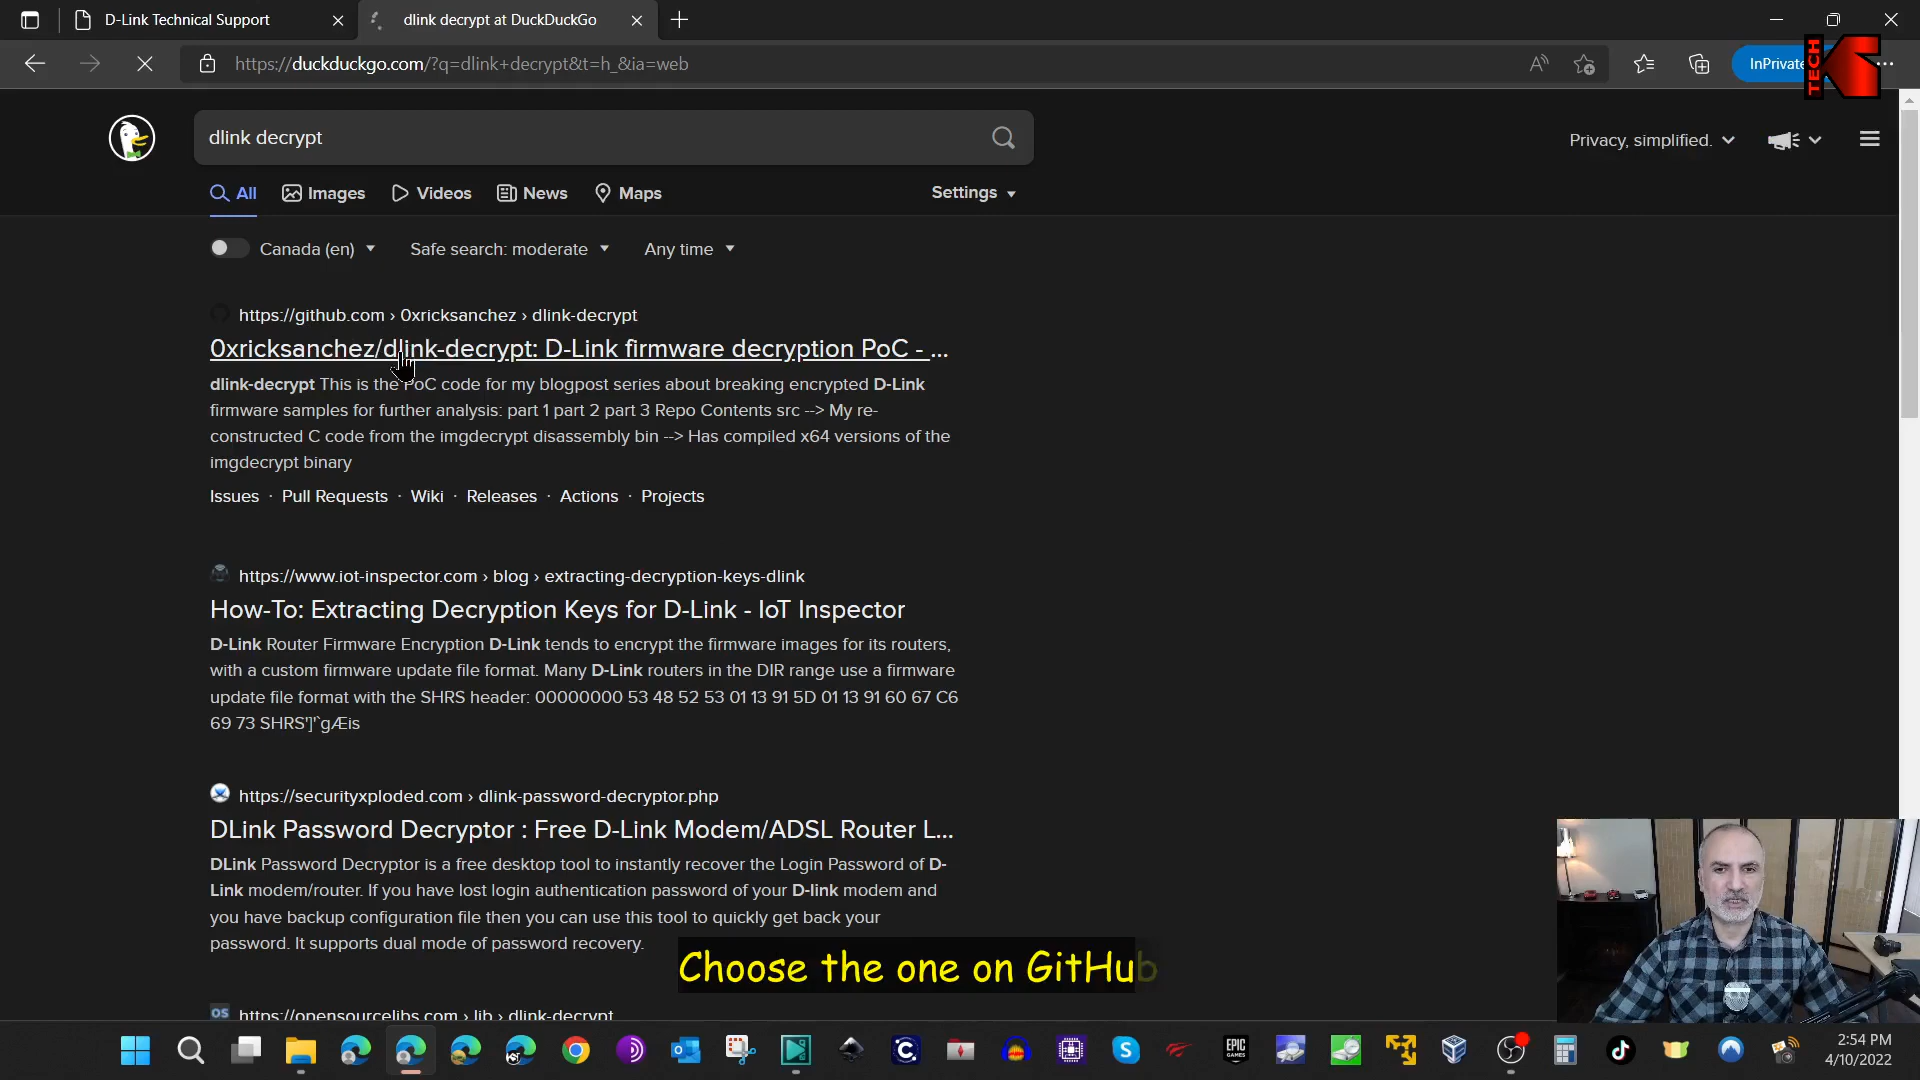 D-Link Technical Support
dlink decrypt at DuckDuckGo
https://duckduckgo.com/?q=dlink+decrypt&t=h_&ia=web
InPrivate
TECH
dlink decrypt
Privacy, simplified.
All
Images
Videos
News
Maps
Settings
Canada (en)
Safe search: moderate
Any time
https://github.com › 0xricksanchez › dlink-decrypt
0xricksanchez/dlink-decrypt: D-Link firmware decryption PoC - ...
dlink-decrypt This is the PoC code for my blogpost series about breaking encrypted D-Link
firmware samples for further analysis: part 1 part 2 part 3 Repo Contents src --> My re-
constructed C code from the imgdecrypt disassembly bin --> Has compiled x64 versions of the
imgdecrypt binary
Issues · Pull Requests · Wiki · Releases · Actions · Projects
https://www.iot-inspector.com › blog › extracting-decryption-keys-dlink
How-To: Extracting Decryption Keys for D-Link - IoT Inspector
D-Link Router Firmware Encryption D-Link tends to encrypt the firmware images for its routers,
with a custom firmware update file format. Many D-Link routers in the DIR range use a firmware
update file format with the SHRS header: 00000000 53 48 52 53 01 13 91 5D 01 13 91 60 67 C6
69 73 SHRS']'`gÆis
https://securityxploded.com › dlink-password-decryptor.php
DLink Password Decryptor : Free D-Link Modem/ADSL Router L...
DLink Password Decryptor is a free desktop tool to instantly recover the Login Password of D-
Link modem/router. If you have lost login authentication password of your D-link modem and
you have backup configuration file then you can use this tool to quickly get back your
password. It supports dual mode of password recovery.
Choose the one on GitHub
OS
https://opensourcelibs.com › lib › dlink-decrypt
EPIC
GAMES
2:54 PM
4/10/2022